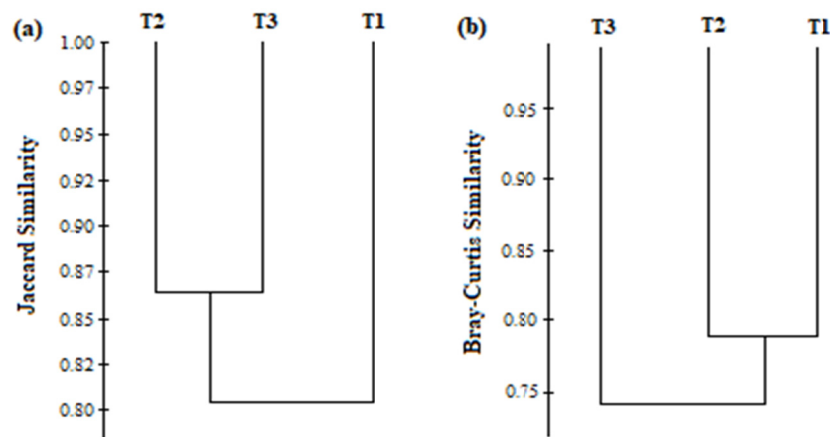 (a)
T2 T3 T1
1.00
0.97
0.95
0.92
0.90
0.87
0.85
0.82
0.80
Jaccard Similarity
(b)
T3 T2 T1
0.95
0.90
0.85
0.80
0.75
Bray-Curtis Similarity